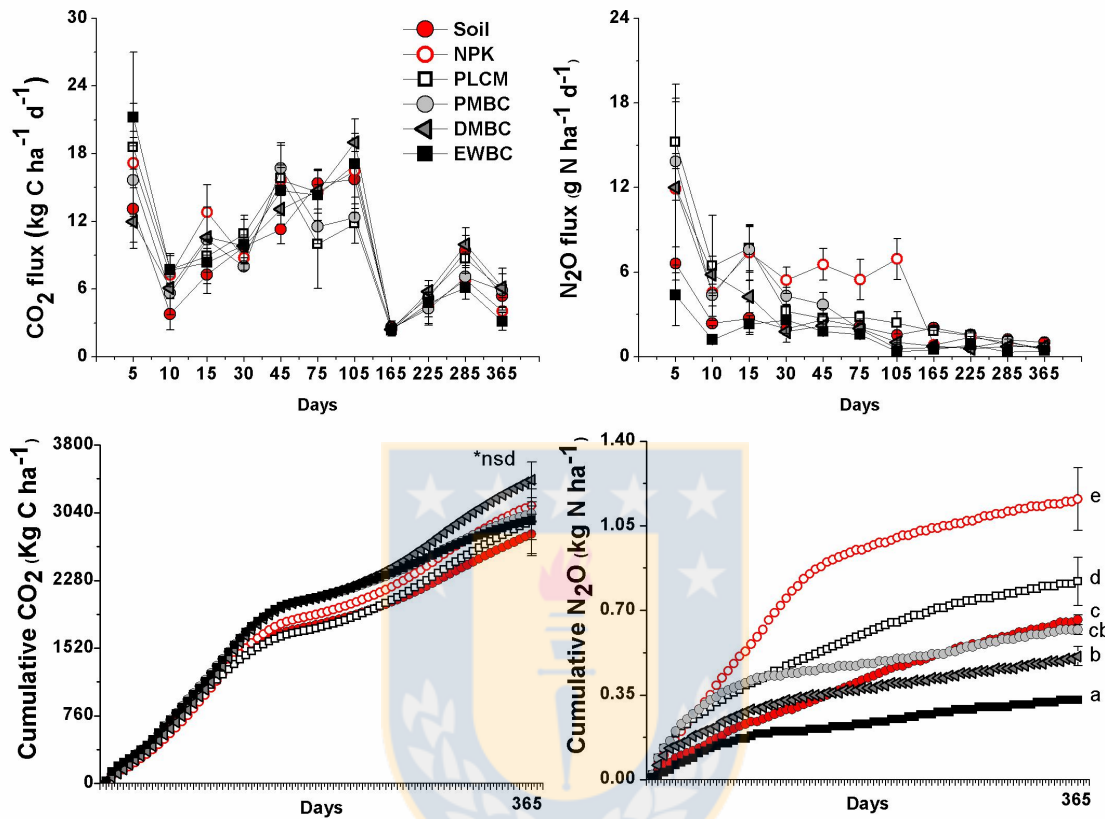 30
24
18
12
6
0
CO2 flux (kg C ha-1 d-1)
Soil
NPK
PLCM
PMBC
DMBC
EWBC
5 10 15 30 45 75 105 165 225 285 365
Days
24
18
12
6
0
N2O flux (g N ha-1 d-1)
5 10 15 30 45 75 105 165 225 285 365
Days
3800
3040
2280
1520
760
0
Cumulative CO2 (Kg C ha-1)
*nsd
Days 365
1.40
1.05
0.70
0.35
0.00
Cumulative N2O (kg N ha-1)
e
d
c
cb
b
a
Days 365